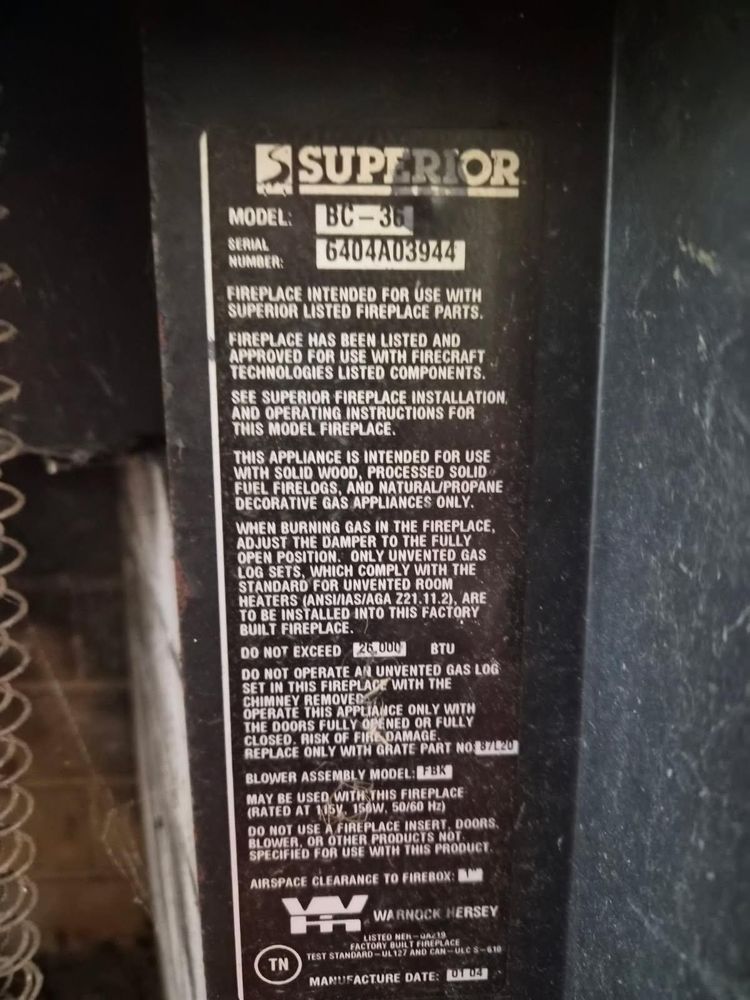 SUPERIOR
MODEL: BC-36
SERIAL
NUMBER: 6404A03944
FIREPLACE INTENDED FOR USE WITH
SUPERIOR LISTED FIREPLACE PARTS.
FIREPLACE HAS BEEN LISTED AND
APPROVED FOR USE WITH FIRECRAFT
TECHNOLOGIES LISTED COMPONENTS.
SEE SUPERIOR FIREPLACE INSTALLATION
AND OPERATING INSTRUCTIONS FOR
THIS MODEL FIREPLACE.
THIS APPLIANCE IS INTENDED FOR USE
WITH SOLID WOOD, PROCESSED SOLID
FUEL FIRELOGS, AND NATURAL/PROPANE
DECORATIVE GAS APPLIANCES ONLY.
WHEN BURNING GAS IN THE FIREPLACE,
ADJUST THE DAMPER TO THE FULLY
OPEN POSITION. ONLY UNVENTED GAS
LOG SETS, WHICH COMPLY WITH THE
STANDARD FOR UNVENTED ROOM
HEATERS (ANSI/IAS/AGA Z21.11.2), ARE
TO BE INSTALLED INTO THIS FACTORY
BUILT FIREPLACE.
DO NOT EXCEED 26,000 BTU
DO NOT OPERATE AN UNVENTED GAS LOG
SET IN THIS FIREPLACE WITH THE
CHIMNEY REMOVED.
OPERATE THIS APPLIANCE ONLY WITH
THE DOORS FULLY OPENED OR FULLY
CLOSED. RISK OF FIRE DAMAGE.
REPLACE ONLY WITH GRATE PART NO: 87L20
BLOWER ASSEMBLY MODEL: FBK
MAY BE USED WITH THIS FIREPLACE
(RATED AT 115V, 150W, 50/60 Hz)
DO NOT USE A FIREPLACE INSERT, DOORS,
BLOWER, OR OTHER PRODUCTS NOT
SPECIFIED FOR USE WITH THIS PRODUCT.
AIRSPACE CLEARANCE TO FIREBOX:
WARNOCK HERSEY
LISTED
FACTORY BUILT FIREPLACE
TEST STANDARD-UL127 AND CAN-ULC S-610
TN
MANUFACTURE DATE: 01 04